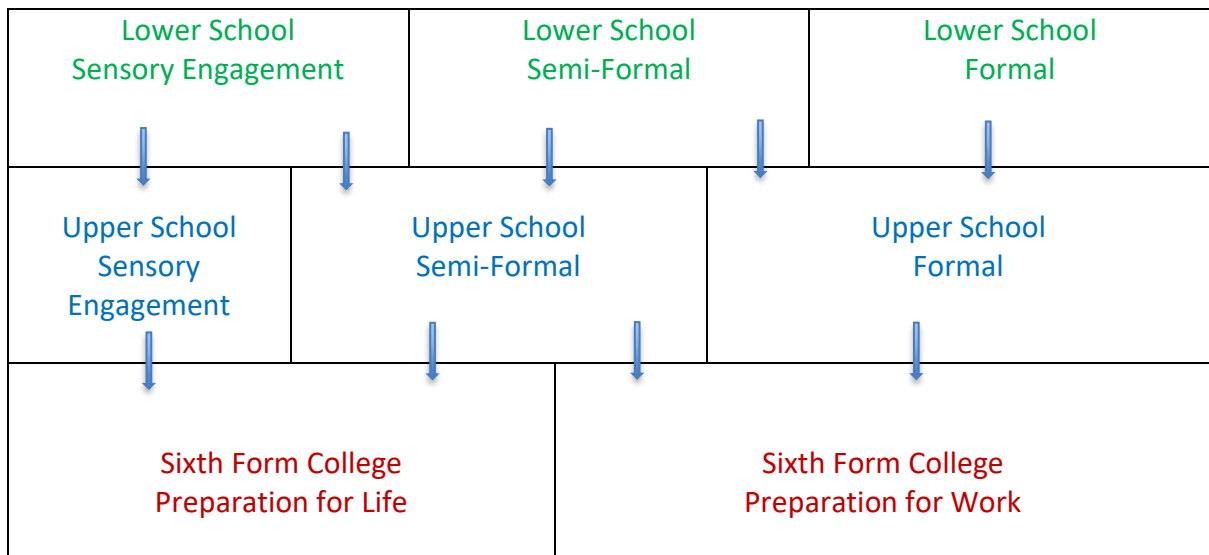 Lower School
Sensory Engagement
Lower School
Semi-Formal
Lower School
Formal
Upper School
Sensory
Engagement
Upper School
Semi-Formal
Upper School
Formal
Sixth Form College
Preparation for Life
Sixth Form College
Preparation for Work